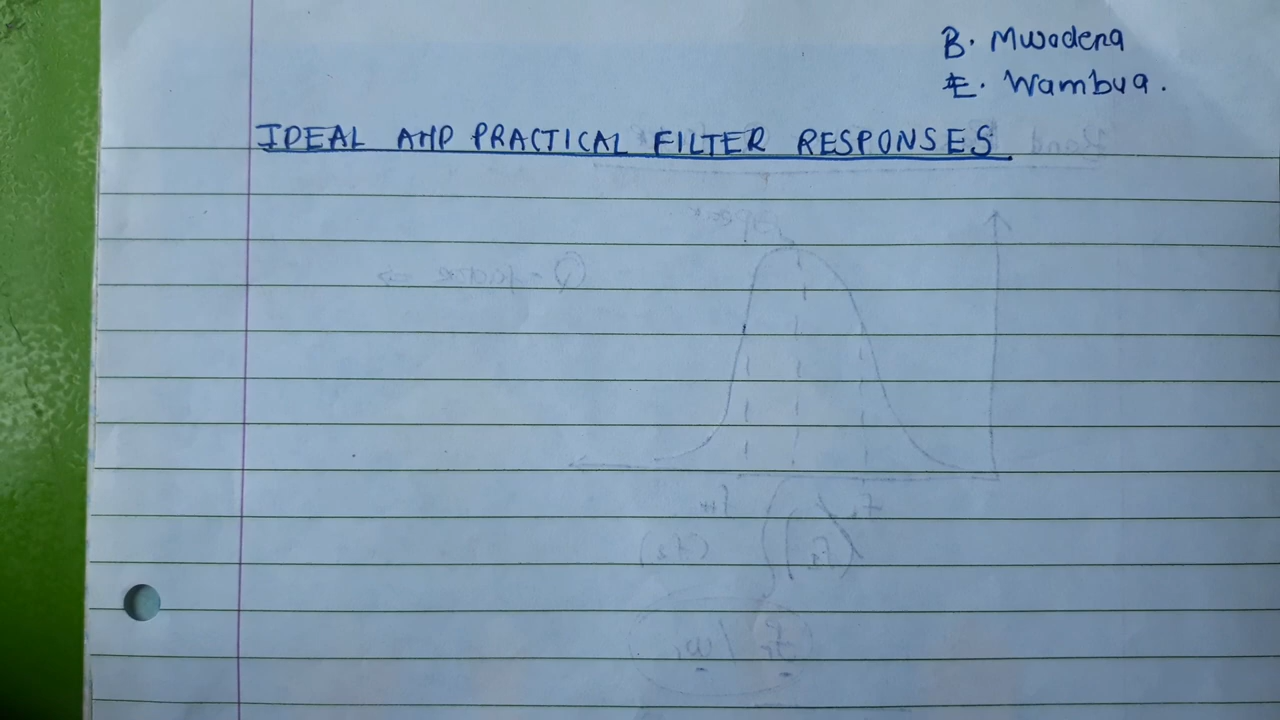 B. Mwadena
E. Wambua.
IDEAL AND PRACTICAL FILTER RESPONSES